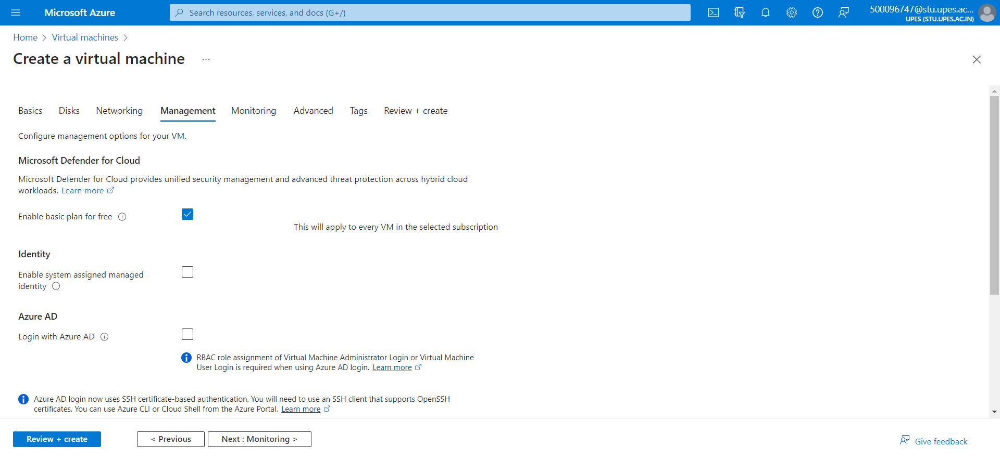 Microsoft Azure
Search resources, services, and docs (G+/)
500096747@stu.upes.ac...
UPES (STU.UPES.AC.IN)
Home > Virtual machines >
Create a virtual machine ...
Basics Disks Networking Management Monitoring Advanced Tags Review + create
Configure management options for your VM.
Microsoft Defender for Cloud
Microsoft Defender for Cloud provides unified security management and advanced threat protection across hybrid cloud
workloads. Learn more
Enable basic plan for free
This will apply to every VM in the selected subscription
Identity
Enable system assigned managed
identity
Azure AD
Login with Azure AD
RBAC role assignment of Virtual Machine Administrator Login or Virtual Machine
User Login is required when using Azure AD login. Learn more
Azure AD login now uses SSH certificate-based authentication. You will need to use an SSH client that supports OpenSSH
certificates. You can use Azure CLI or Cloud Shell from the Azure Portal. Learn more
Review + create
< Previous
Next : Monitoring >
Give feedback